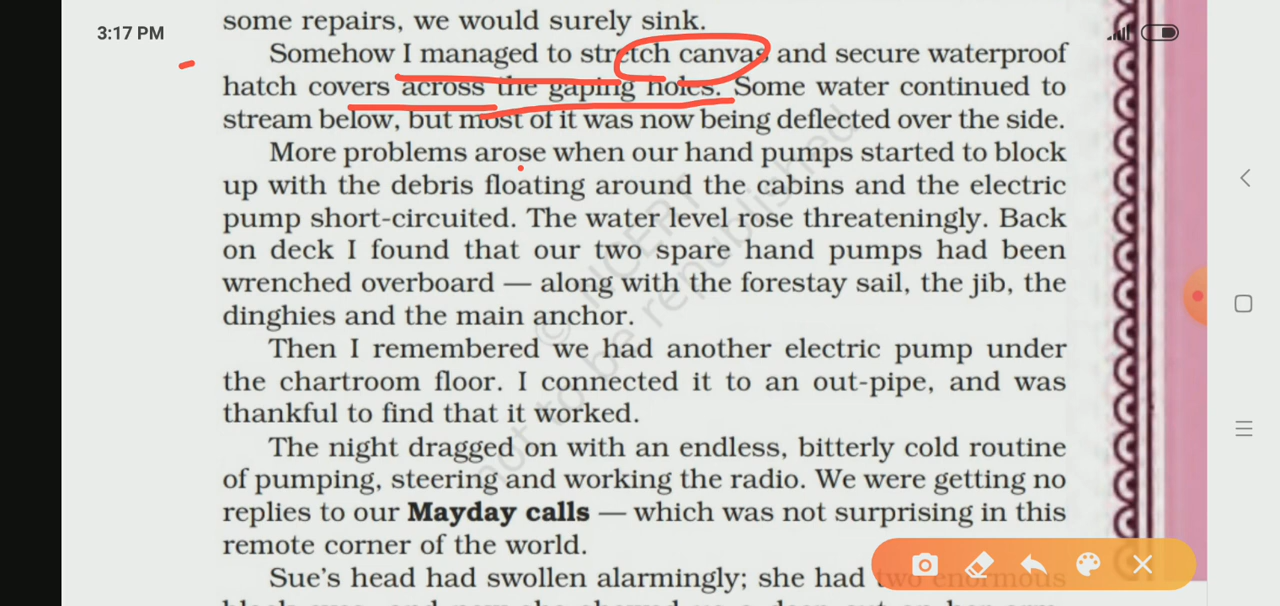 3:17 PM
some repairs, we would surely sink.
Somehow I managed to stretch canvas and secure waterproof
hatch covers across the gaping holes. Some water continued to
stream below, but most of it was now being deflected over the side.
More problems arose when our hand pumps started to block
up with the debris floating around the cabins and the electric
pump short-circuited. The water level rose threateningly. Back
on deck I found that our two spare hand pumps had been
wrenched overboard — along with the forestay sail, the jib, the
dinghies and the main anchor.
Then I remembered we had another electric pump under
the chartroom floor. I connected it to an out-pipe, and was
thankful to find that it worked.
The night dragged on with an endless, bitterly cold routine
of pumping, steering and working the radio. We were getting no
replies to our Mayday calls — which was not surprising in this
remote corner of the world.
Sue's head had swollen alarmingly; she had two enormous
© NCERT
not to be republished